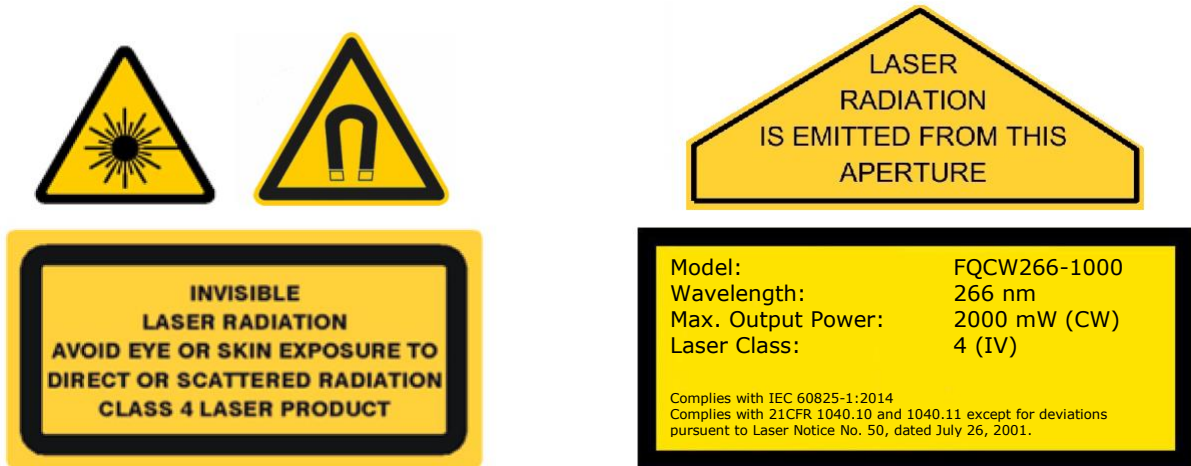 LASER
RADIATION
IS EMITTED FROM THIS
APERTURE
INVISIBLE
LASER RADIATION
AVOID EYE OR SKIN EXPOSURE TO
DIRECT OR SCATTERED RADIATION
CLASS 4 LASER PRODUCT
Model: FQCW266-1000
Wavelength: 266 nm
Max. Output Power: 2000 mW (CW)
Laser Class: 4 (IV)
Complies with IEC 60825-1:2014
Complies with 21CFR 1040.10 and 1040.11 except for deviations
pursuant to Laser Notice No. 50, dated July 26, 2001.